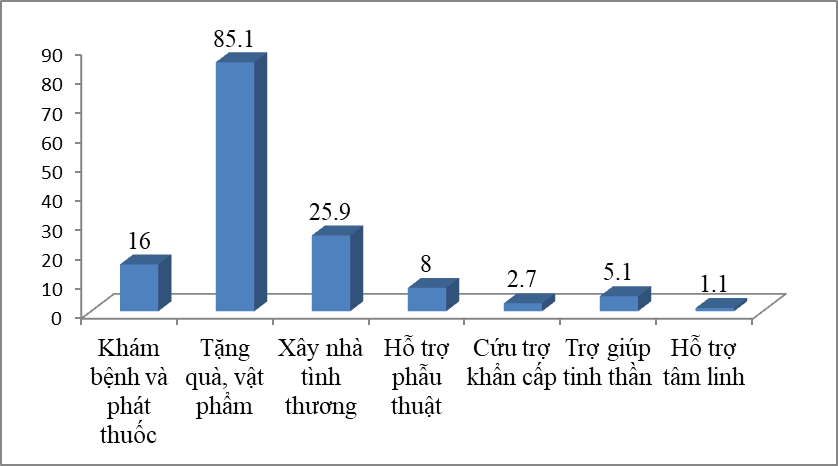 90
80
70
60
50
40
30
20
10
0
16
85.1
25.9
8
2.7
5.1
1.1
Khám
bệnh và
phát
thuốc
Tặng
quà, vật
phẩm
Xây nhà
tình
thương
Hỗ trợ
phẫu
thuật
Cứu trợ
khẩn cấp
Trợ giúp
tinh thần
Hỗ trợ
tâm linh